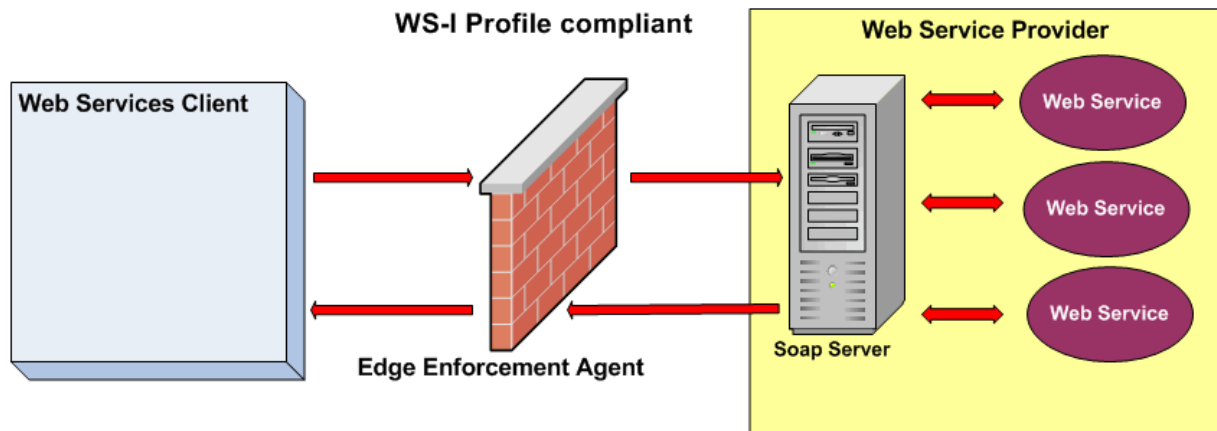 WS-I Profile compliant
Web Service Provider
Web Services Client
Web Service
Web Service
Web Service
Edge Enforcement Agent
Soap Server